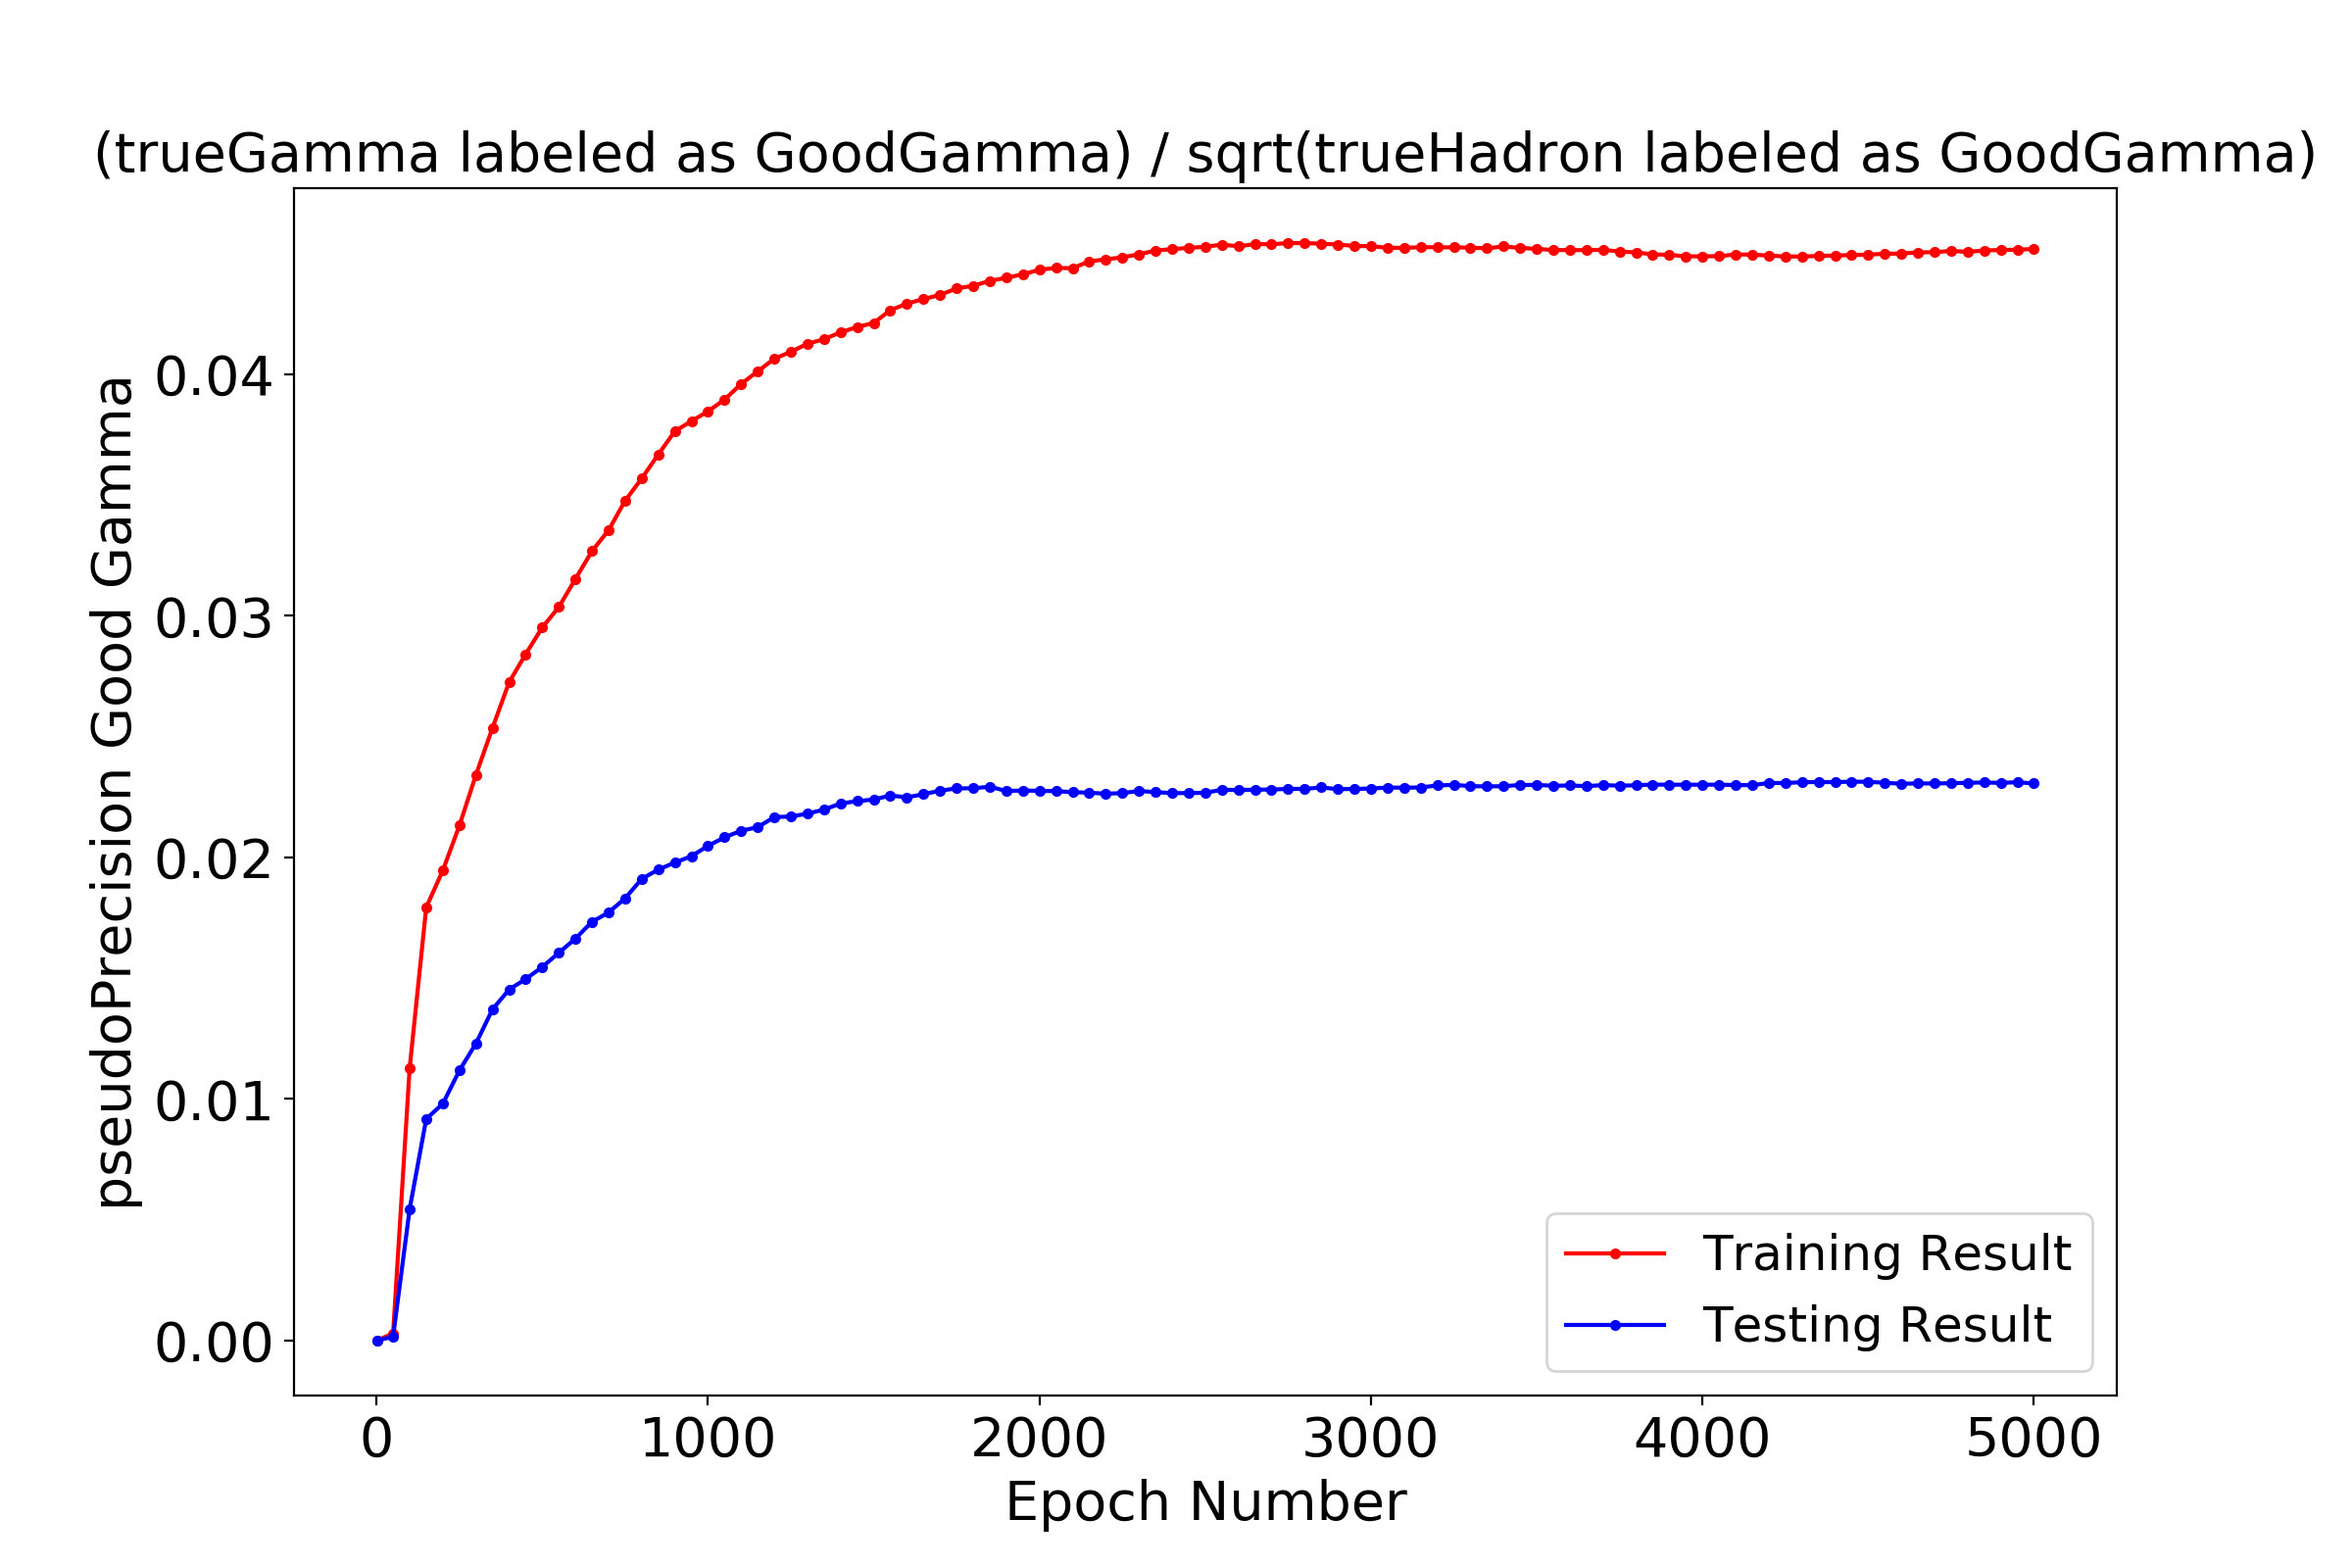 (trueGamma labeled as GoodGamma) / sqrt(trueHadron labeled as GoodGamma)
pseudoPrecision Good Gamma
0.04
0.03
0.02
0.01
0.00
Training Result
Testing Result
0 1000 2000 3000 4000 5000
Epoch Number